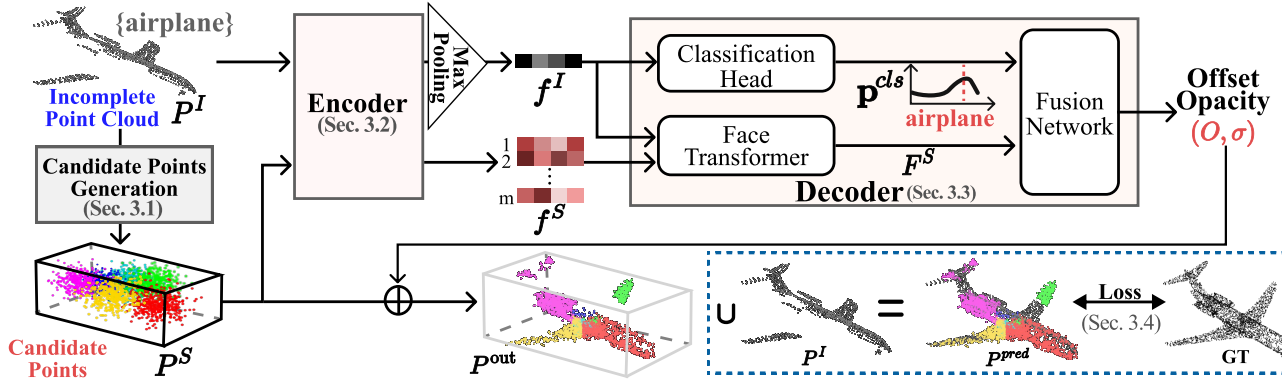 {airplane}
Incomplete
Point Cloud
P^I
Candidate Points
Generation
(Sec. 3.1)
Candidate
Points
P^S
Encoder
(Sec. 3.2)
Max
Pooling
f^I
1
2
m
f^S
Classification
Head
p^cls
airplane
Face
Transformer
F^S
Decoder (Sec. 3.3)
Fusion
Network
Offset
Opacity
(O, σ)
P^out
∪
P^I
=
P^pred
Loss
(Sec. 3.4)
GT